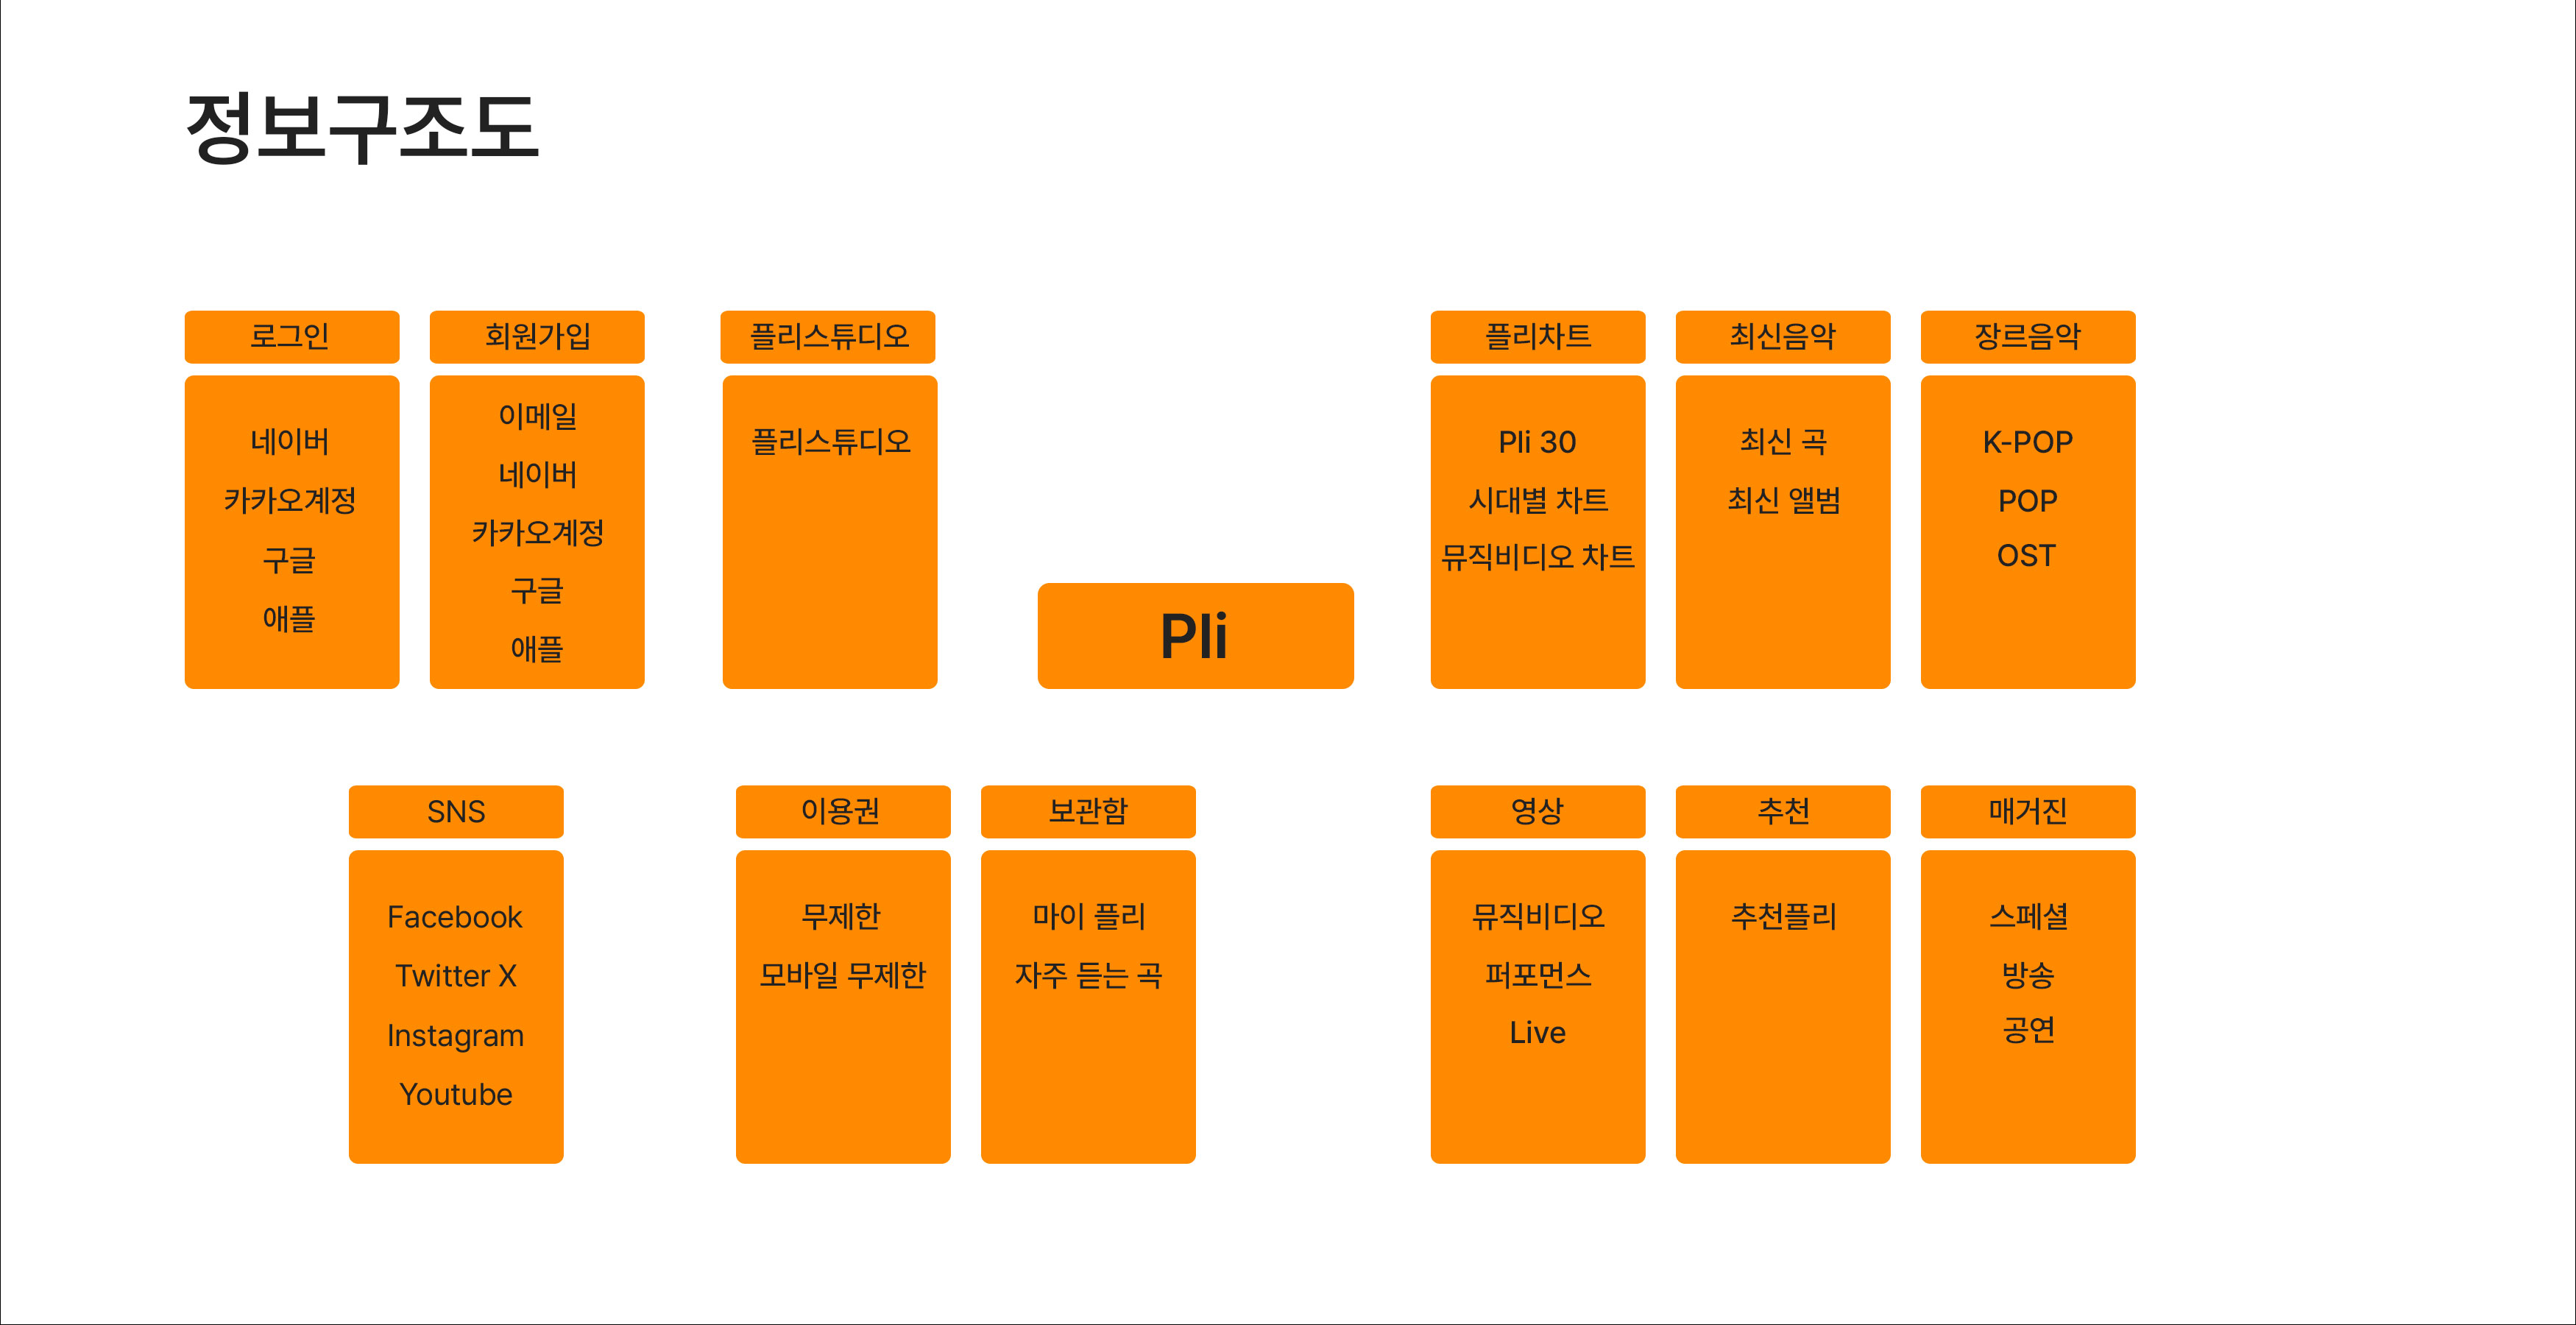 정보구조도
로그인
네이버
카카오계정
구글
애플
회원가입
이메일
네이버
카카오계정
구글
애플
플리스튜디오
플리스튜디오
Pli
플리차트
Pli 30
시대별 차트
뮤직비디오 차트
최신음악
최신 곡
최신 앨범
장르음악
K-POP
POP
OST
SNS
Facebook
Twitter X
Instagram
Youtube
이용권
무제한
모바일 무제한
보관함
마이 플리
자주 듣는 곡
영상
뮤직비디오
퍼포먼스
Live
추천
추천플리
매거진
스페셜
방송
공연